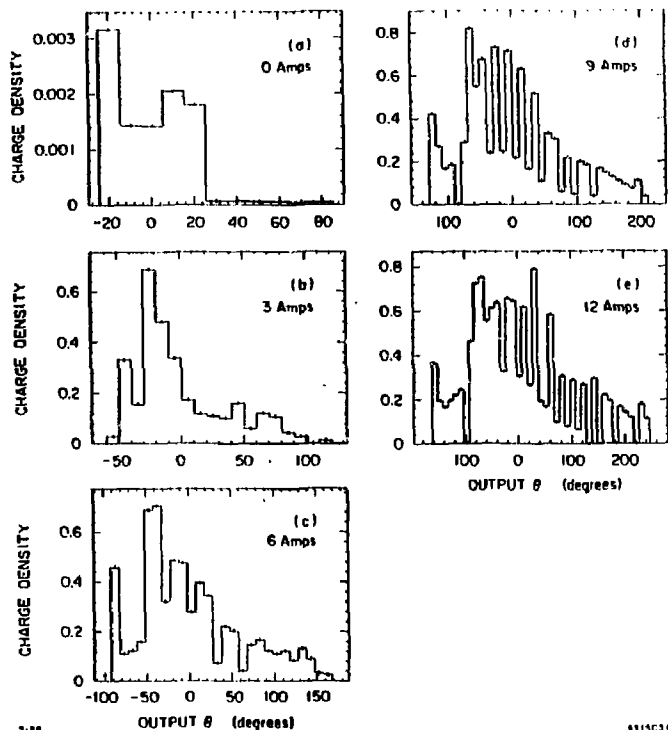 0.003
0.002
0.001
0
-20 0 20 40 60 80
CHARGE DENSITY
(a)
0 Amps
0.6
0.4
0.2
0
-50 0 50 100
CHARGE DENSITY
(b)
3 Amps
0.6
0.4
0.2
0
-100 -50 0 50 100 150
CHARGE DENSITY
(c)
6 Amps
OUTPUT θ (degrees)
0.8
0.6
0.4
0.2
0
100 0 100 200
(d)
9 Amps
0.8
0.6
0.4
0.2
0
100 0 100 200
(e)
12 Amps
OUTPUT θ (degrees)